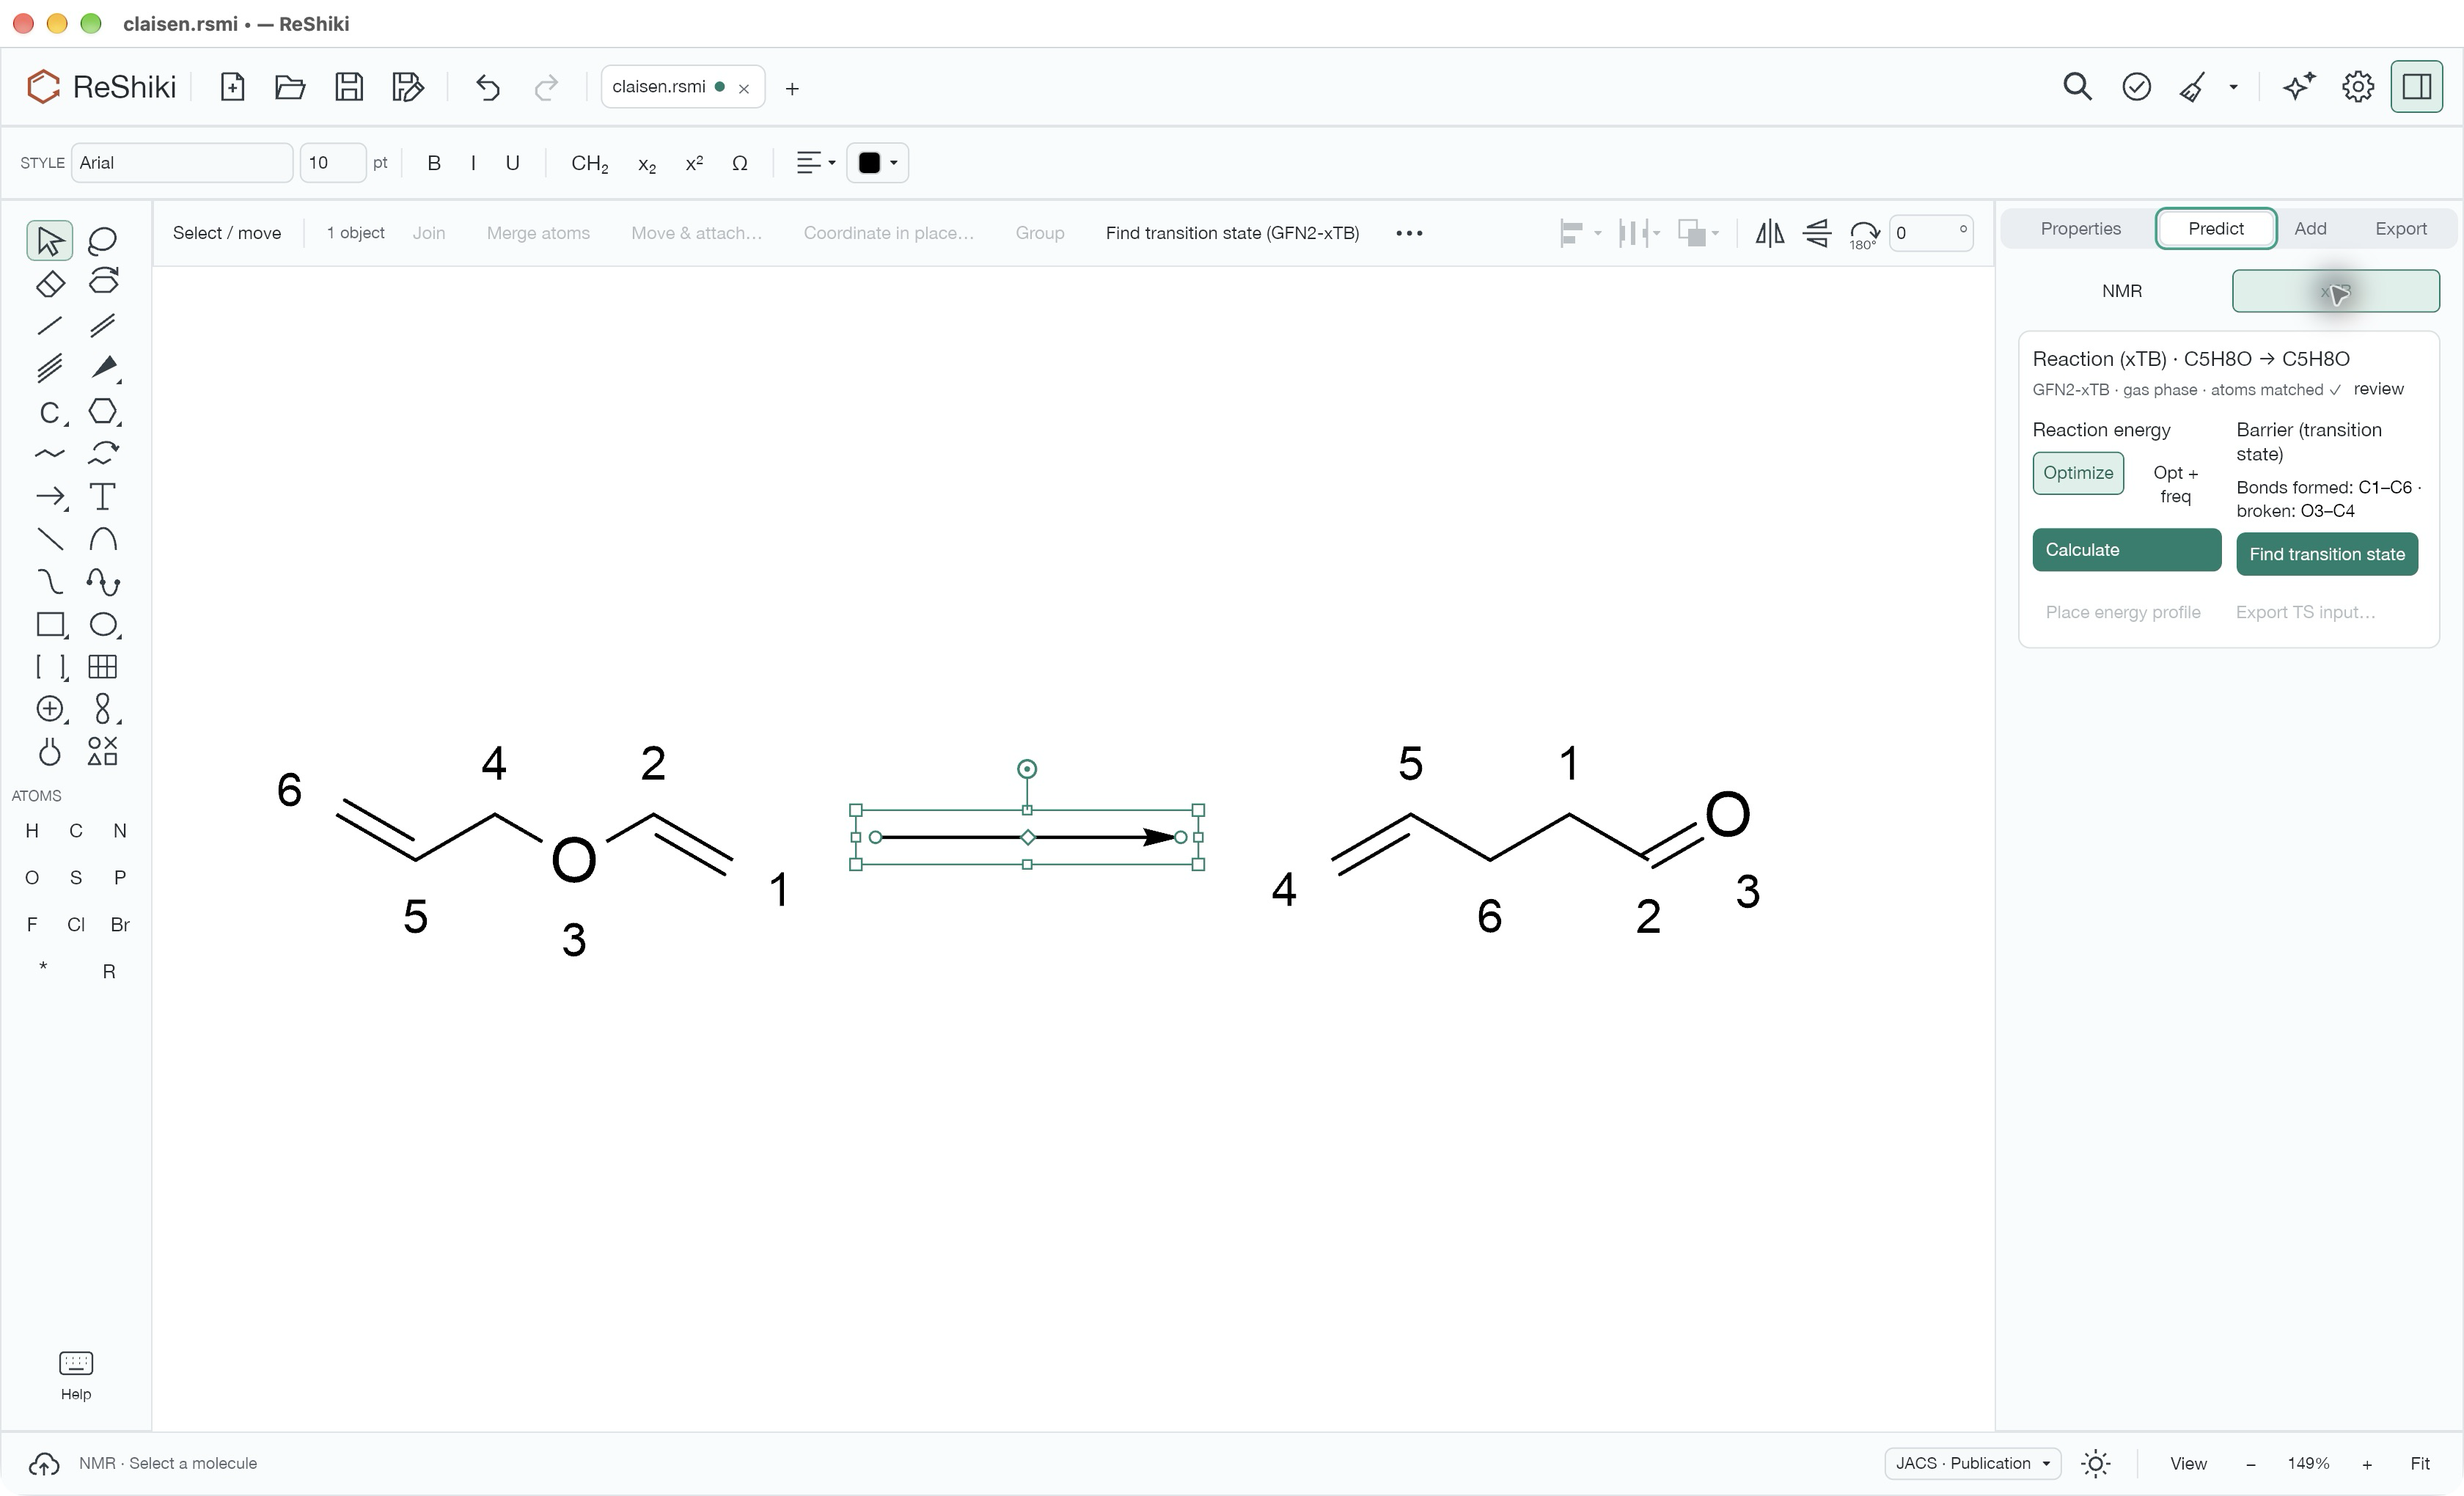 claisen.rsmi • — ReShiki
ReShiki
claisen.rsmi
STYLE Arial 10 pt B I U CH₂ x₂ x² Ω
Select / move 1 object Join Merge atoms Move & attach... Coordinate in place... Group Find transition state (GFN2-xTB) ••• 180° 0 °
Properties Predict Add Export
NMR
Reaction (xTB) · C5H8O → C5H8O
GFN2-xTB · gas phase · atoms matched ✓ review
Reaction energy
Optimize
Opt +
freq
Calculate
Barrier (transition
state)
Bonds formed: C1–C6 ·
broken: O3–C4
Find transition state
Place energy profile Export TS input...
C
T
ATOMS
H C N
O S P
F Cl Br
* R
Help
6 4 2
O
5 3 1
5 1 O
4 6 2 3
NMR · Select a molecule
JACS · Publication View − 149% + Fit